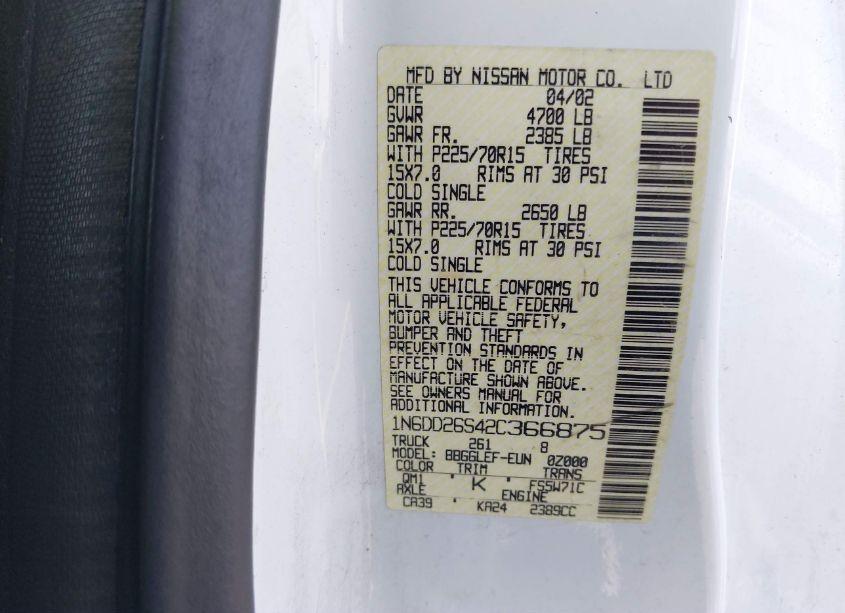 MFD BY NISSAN MOTOR CO. LTD
DATE 04/02
GVWR 4700 LB
GAWR FR. 2385 LB
WITH P225/70R15 TIRES
15X7.0 RIMS AT 30 PSI
COLD SINGLE
GAWR RR. 2650 LB
WITH P225/70R15 TIRES
15X7.0 RIMS AT 30 PSI
COLD SINGLE
THIS VEHICLE CONFORMS TO
ALL APPLICABLE FEDERAL
MOTOR VEHICLE SAFETY,
BUMPER AND THEFT
PREVENTION STANDARDS IN
EFFECT ON THE DATE OF
MANUFACTURE SHOWN ABOVE.
SEE OWNERS MANUAL FOR
ADDITIONAL INFORMATION.
1N6DD26S42C366875
TRUCK 261 8
MODEL: BBGGLEF-EUN 0Z000
COLOR TRIM TRANS
QM1 ' K ' FS5W71C
AXLE ENGINE
CA39 ' KA24 2389CC